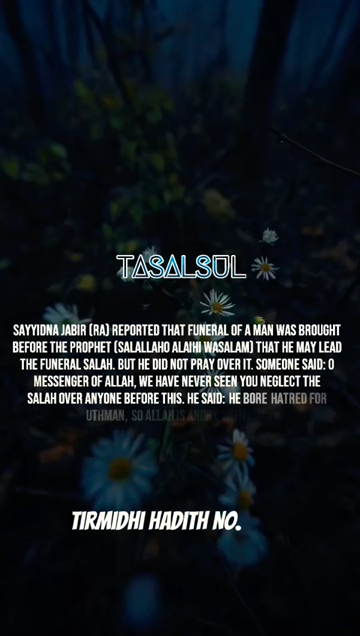 TASALSUL
SAYYIDNA JABIR (RA) REPORTED THAT FUNERAL OF A MAN WAS BROUGHT
BEFORE THE PROPHET (SALALLAHO ALAIHI WASALAM) THAT HE MAY LEAD
THE FUNERAL SALAH. BUT HE DID NOT PRAY OVER IT. SOMEONE SAID: O
MESSENGER OF ALLAH, WE HAVE NEVER SEEN YOU NEGLECT THE
SALAH OVER ANYONE BEFORE THIS. HE SAID: HE BORE HATRED FOR
UTHMAN, SO ALLAH IS ANGRY
TIRMIDHI HADITH NO.